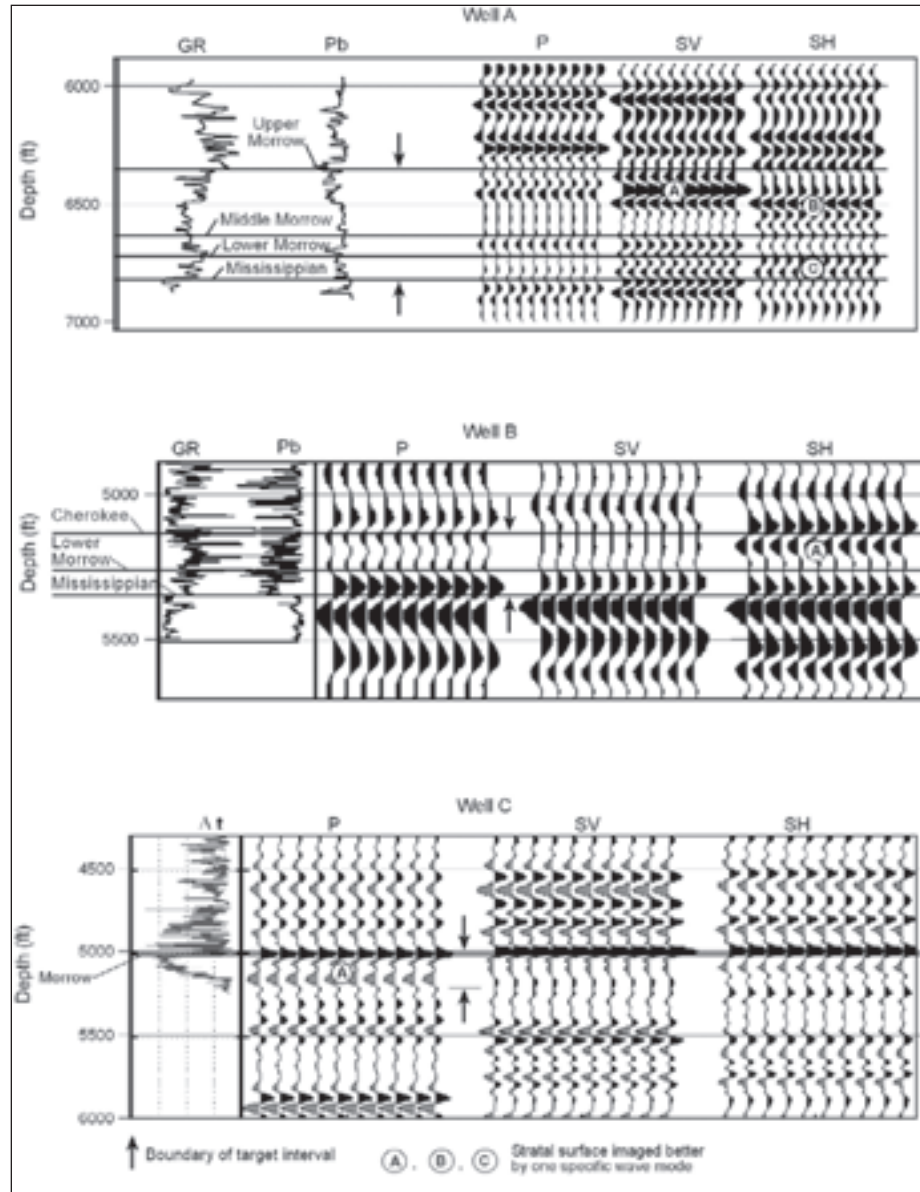 Well A
GR Pb P SV SH
6000
Upper
Morrow
Depth (ft)
A
6500
B
Middle Morrow
Lower Morrow
C
Mississippian
7000
Well B
GR Pb P SV SH
5000
Cherokee
Lower
Morrow
A
Depth (ft)
Mississippian
5500
Well C
Δt P SV SH
4500
5000
Morrow
A
Depth (ft)
5500
6000
Boundary of target interval
A, B, C Stratal surface imaged better
by one specific wave mode